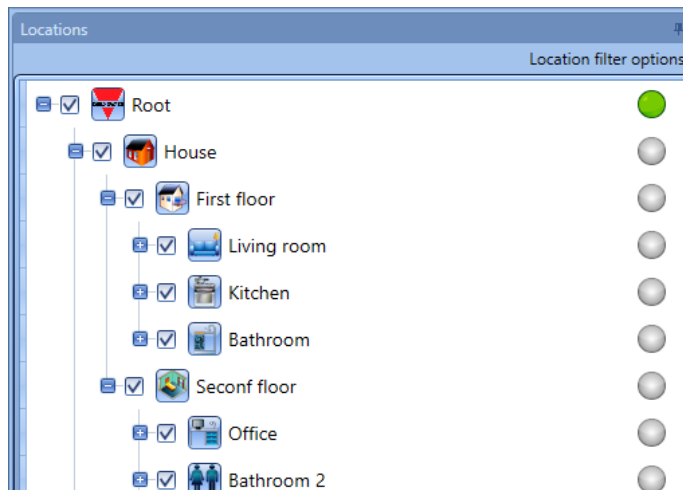 Locations
Location filter options
Root
House
First floor
Living room
Kitchen
Bathroom
Seconf floor
Office
Bathroom 2